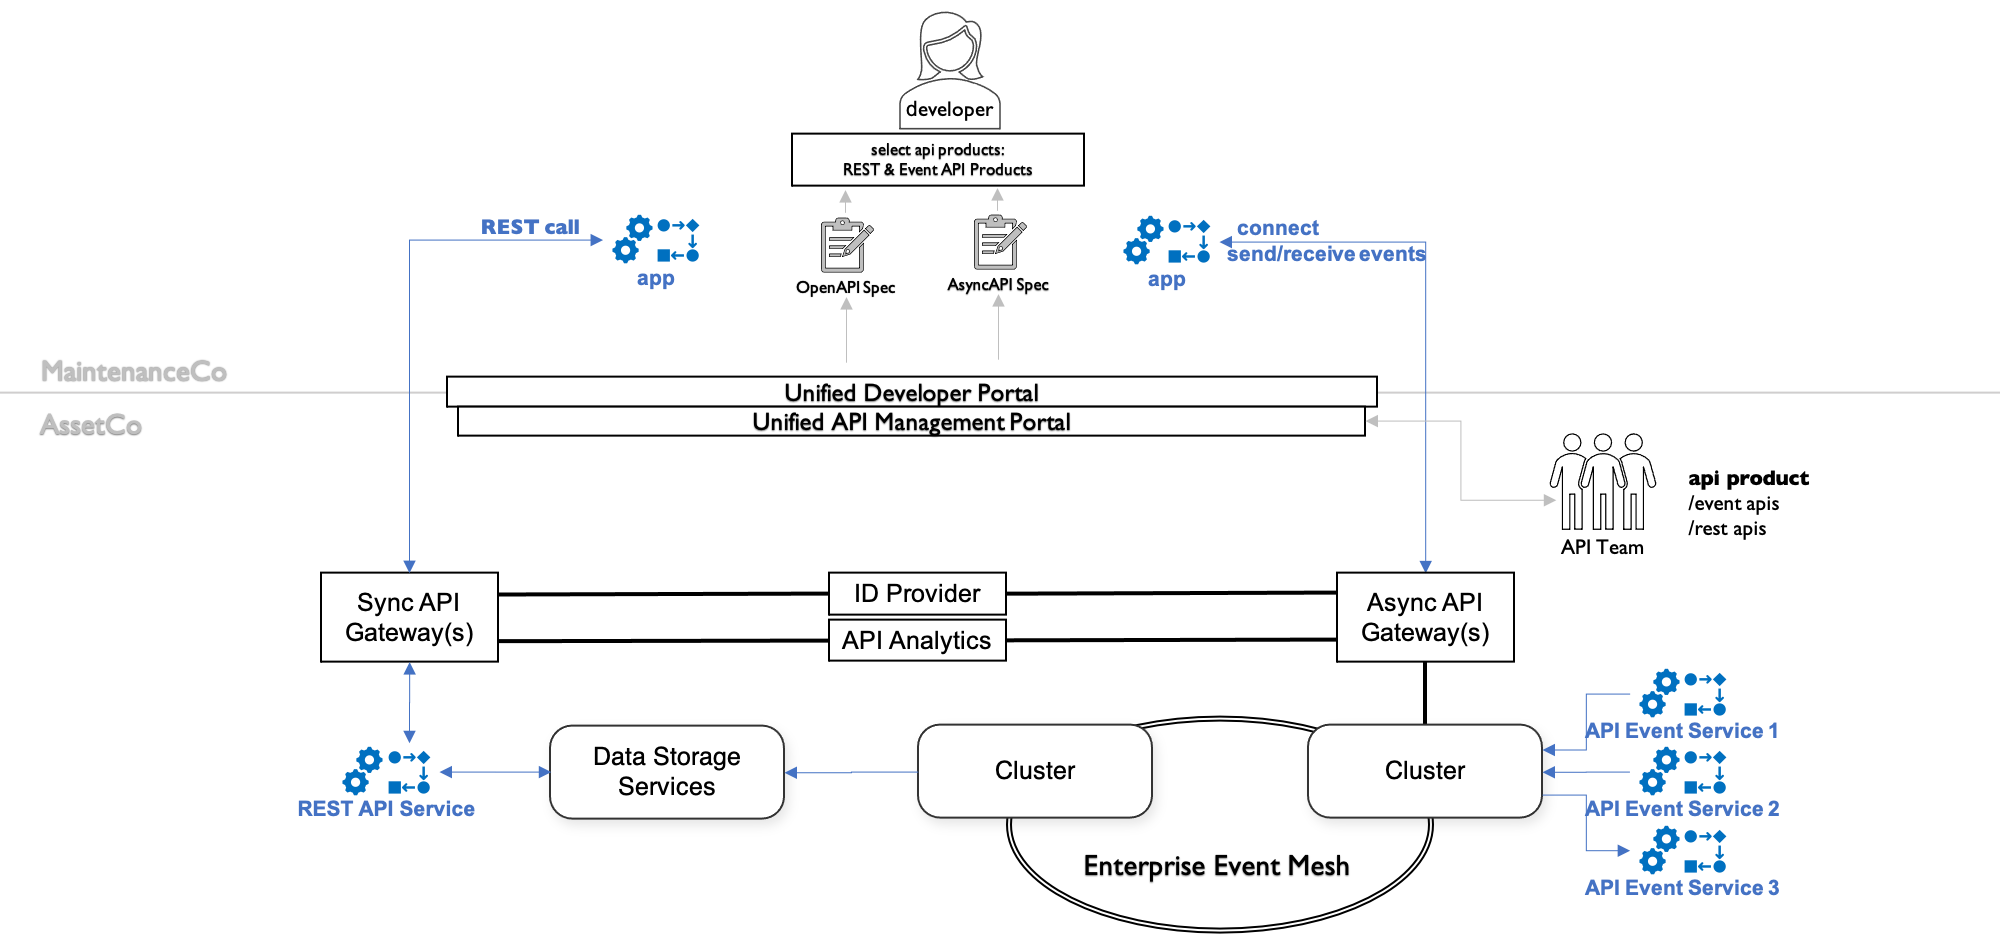 developer
select api products:
REST & Event API Products
REST call
app
OpenAPI Spec
AsyncAPI Spec
app
connect
send/receive events
MaintenanceCo
AssetCo
Unified Developer Portal
Unified API Management Portal
API Team
api product
/event apis
/rest apis
Sync API
Gateway(s)
ID Provider
API Analytics
Async API
Gateway(s)
REST API Service
Data Storage
Services
Cluster
Cluster
Enterprise Event Mesh
API Event Service 1
API Event Service 2
API Event Service 3